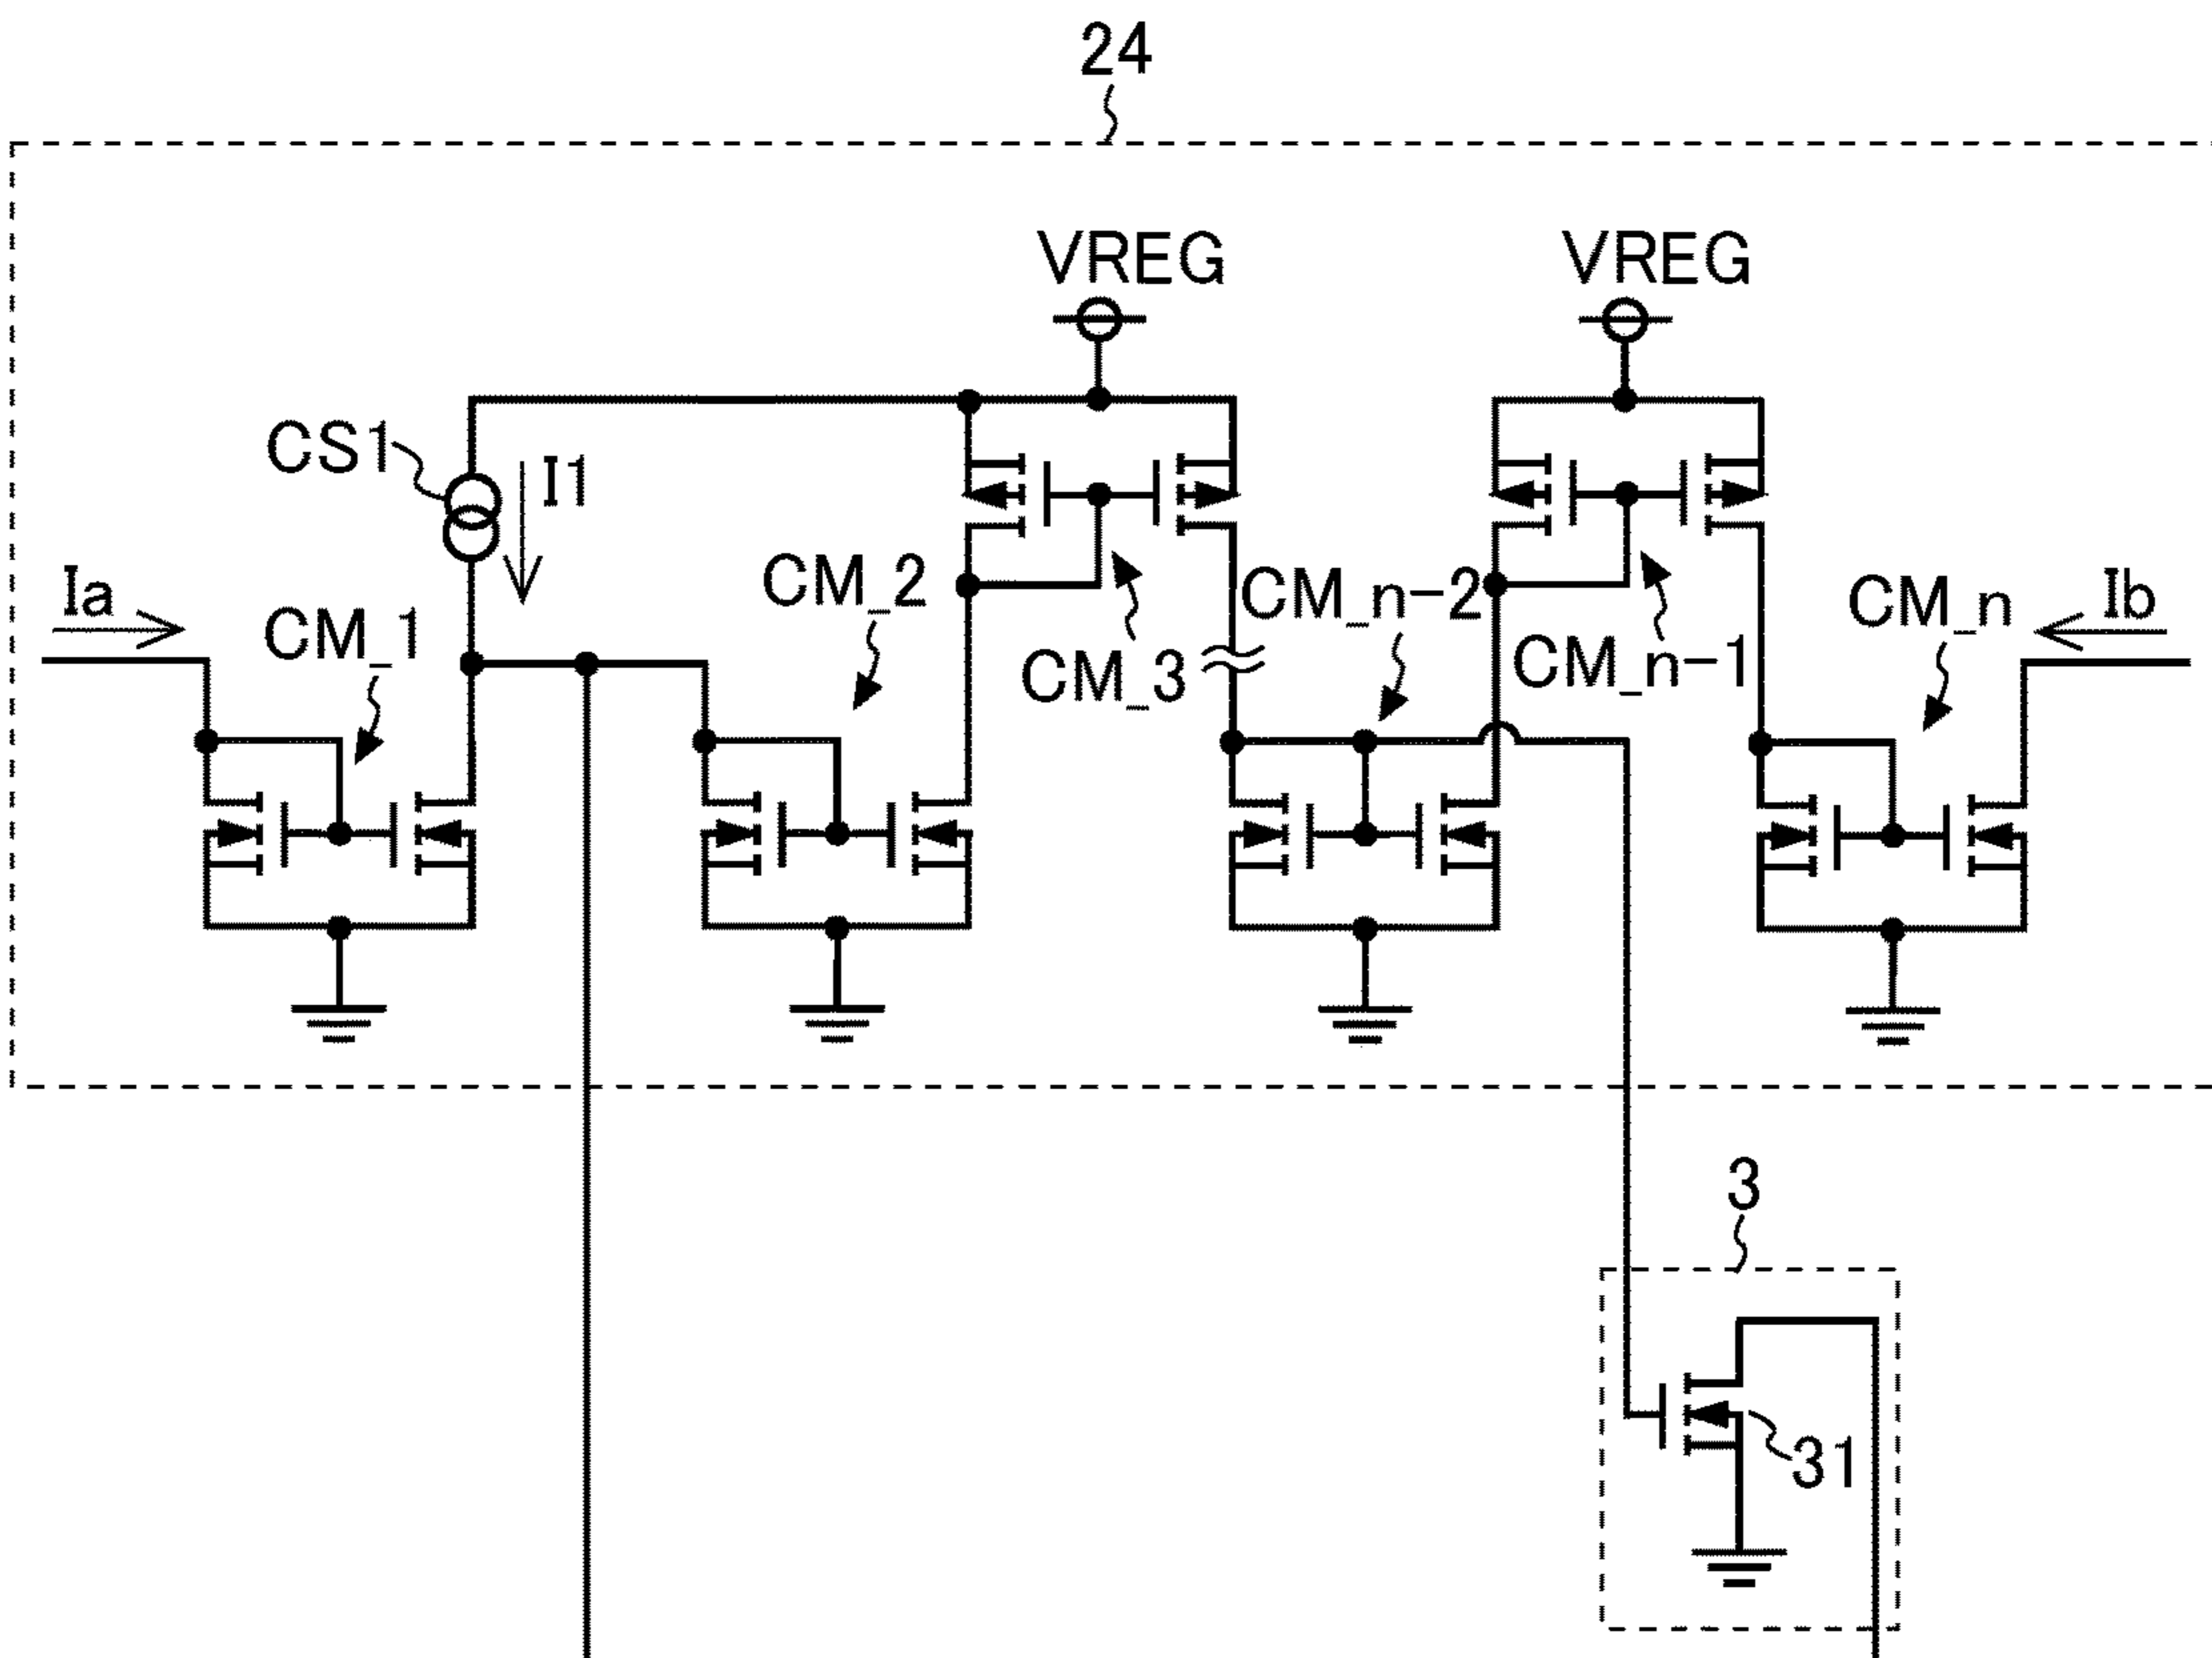 24
VREG
VREG
CS1
I1
Ia
CM_1
CM_2
CM_3
CM_n-2
CM_n-1
CM_n
Ib
3
31